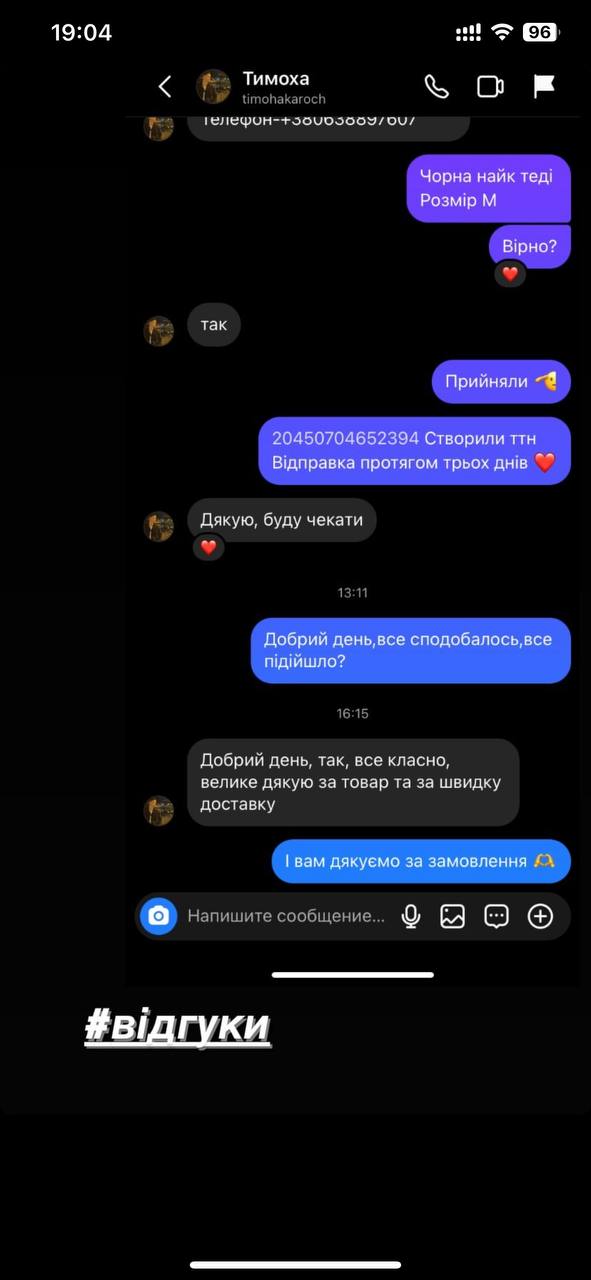 19:04
96
Тимоха
timohakaroch
Телефон-+380638897607
Чорна найк теді
Розмір М
Вірно?
так
Прийняли
20450704652394 Створили ттн
Відправка протягом трьох днів
Дякую, буду чекати
13:11
Добрий день,все сподобалось,все
підійшло?
16:15
Добрий день, так, все класно,
велике дякую за товар та за швидку
доставку
І вам дякуємо за замовлення
Напишите сообщение...
#відгуки